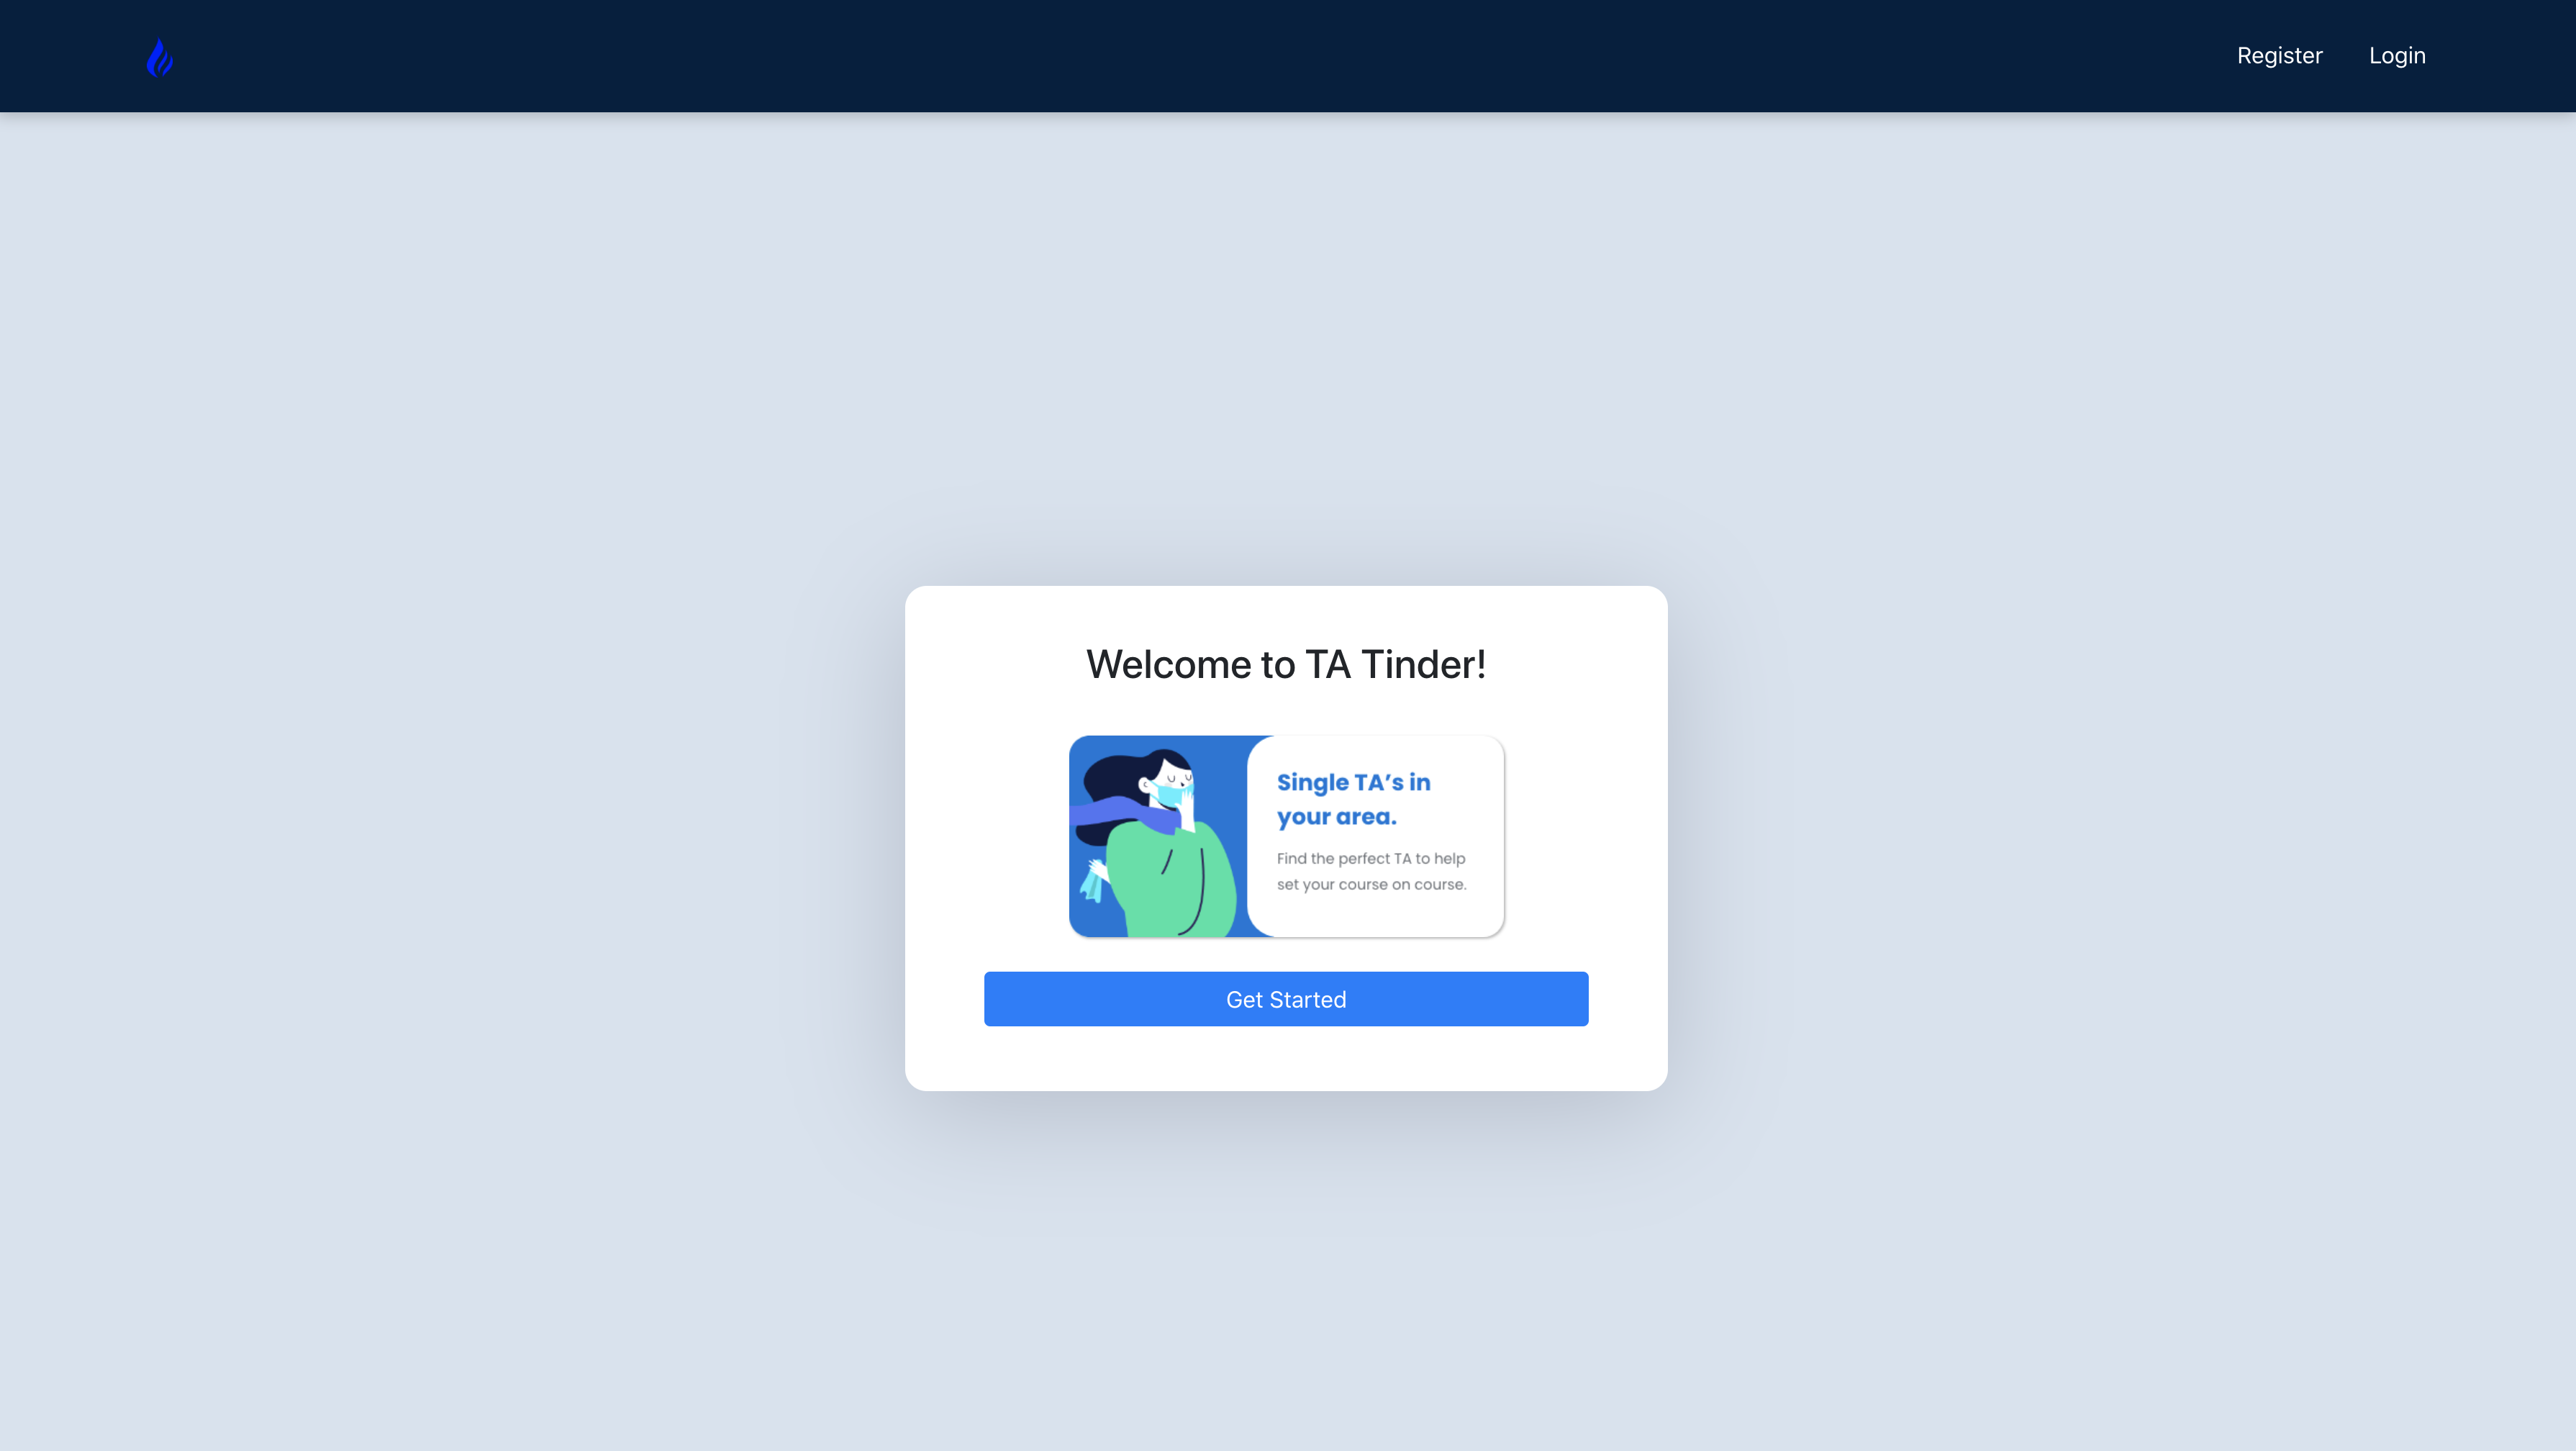 Register
Login
Welcome to TA Tinder!
Single TA’s in
your area.
Find the perfect TA to help
set your course on course.
Get Started